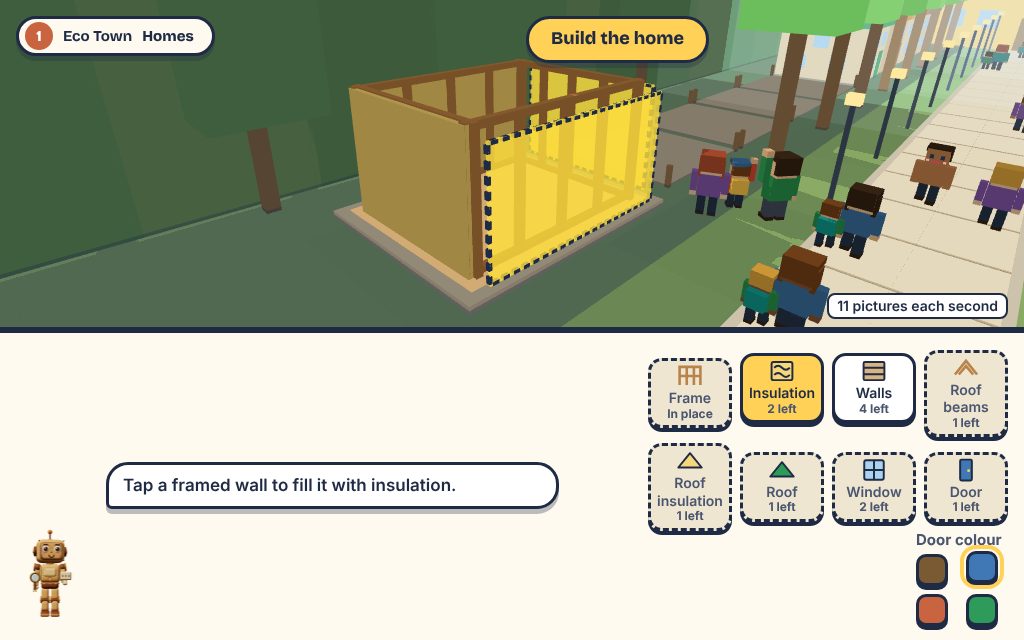 1 Eco Town Homes
Build the home
11 pictures each second
Frame
In place
Insulation
2 left
Walls
4 left
Roof
beams
1 left
Tap a framed wall to fill it with insulation.
Roof
insulation
1 left
Roof
1 left
Window
2 left
Door
1 left
Door colour